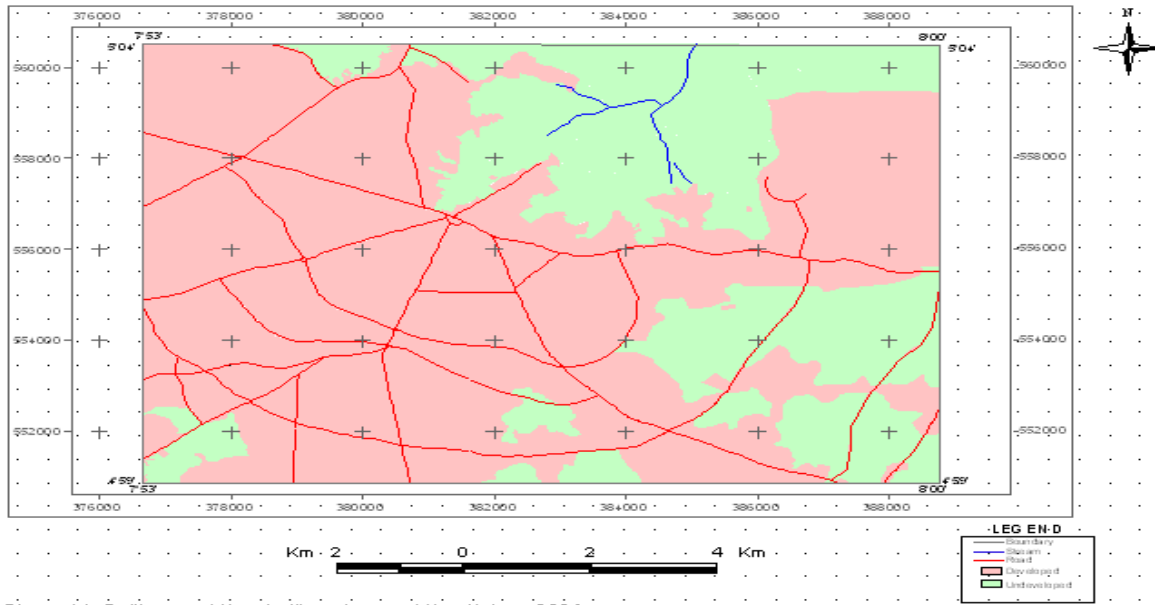 376000 378000 380000 382000 384000 386000 388000
N
7°53' 8°00'
5°04' 5°04'
560000 560000
558000 558000
556000 556000
554000 554000
552000 552000
4°59' 4°59'
7°53' 8°00'
376000 378000 380000 382000 384000 386000 388000
LEGEND
Boundary
Stream
Road
Developed
Undeveloped
Km 2 0 2 4 Km